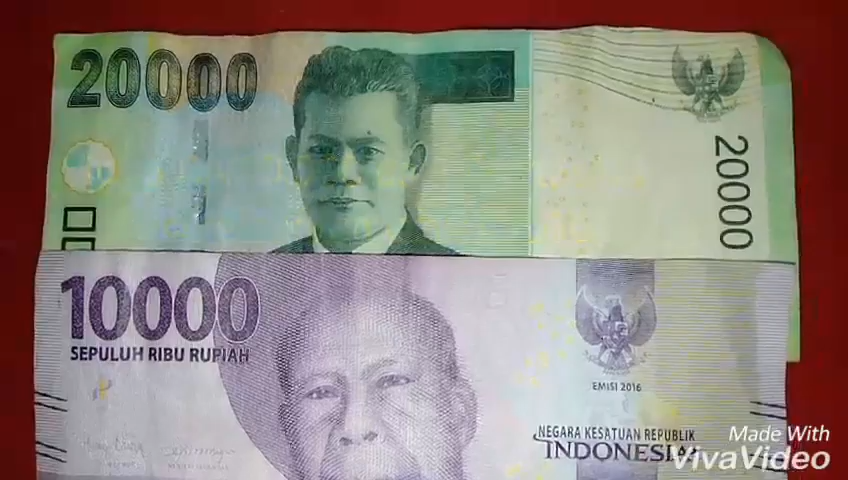 20000
20000
10000
SEPULUH RIBU RUPIAH
EMISI 2016
NEGARA KESATUAN REPUBLIK
INDONESIA
Made With
VivaVideo